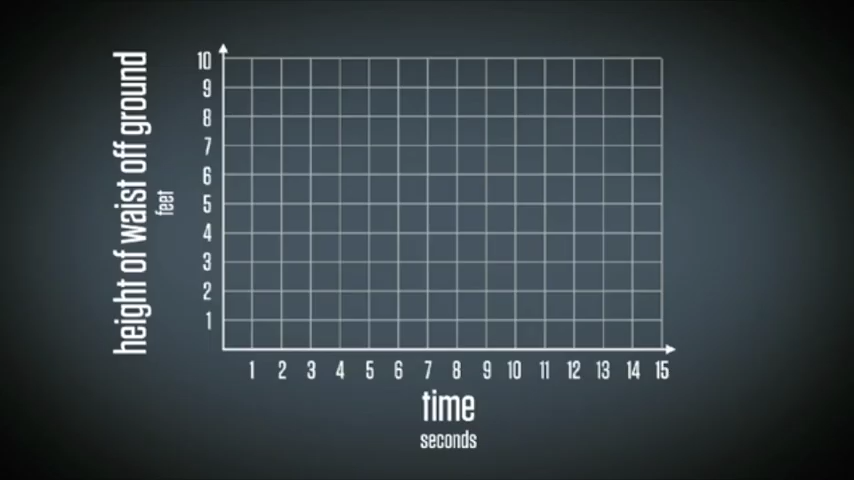 height of waist off ground
feet
10
9
8
7
6
5
4
3
2
1
1 2 3 4 5 6 7 8 9 10 11 12 13 14 15
time
seconds